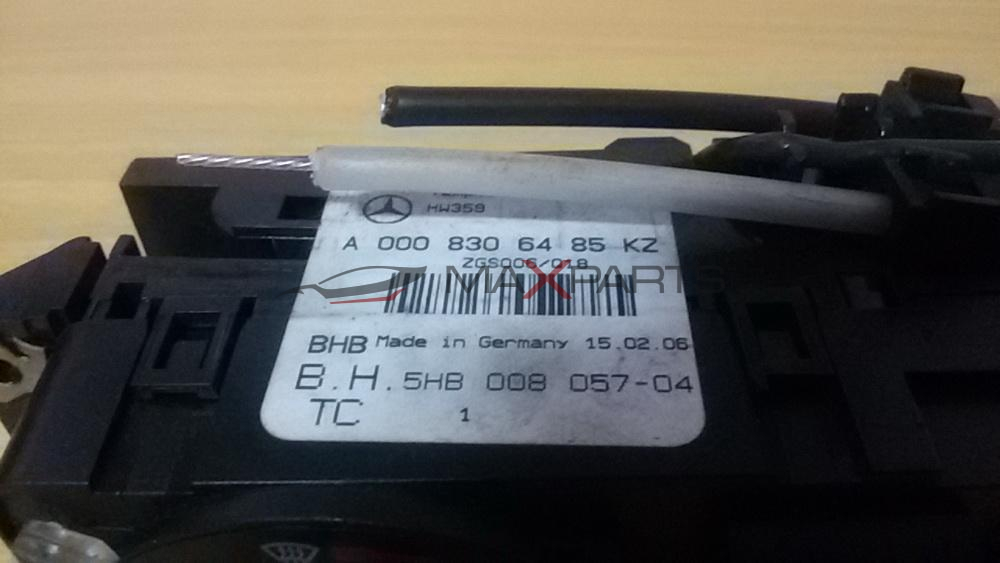 HW359
A 000 830 64 85 KZ
ZGS006/018
MAXPARTS
BHB Made in Germany 15.02.06
B.H. 5HB 008 057-04
TC 1